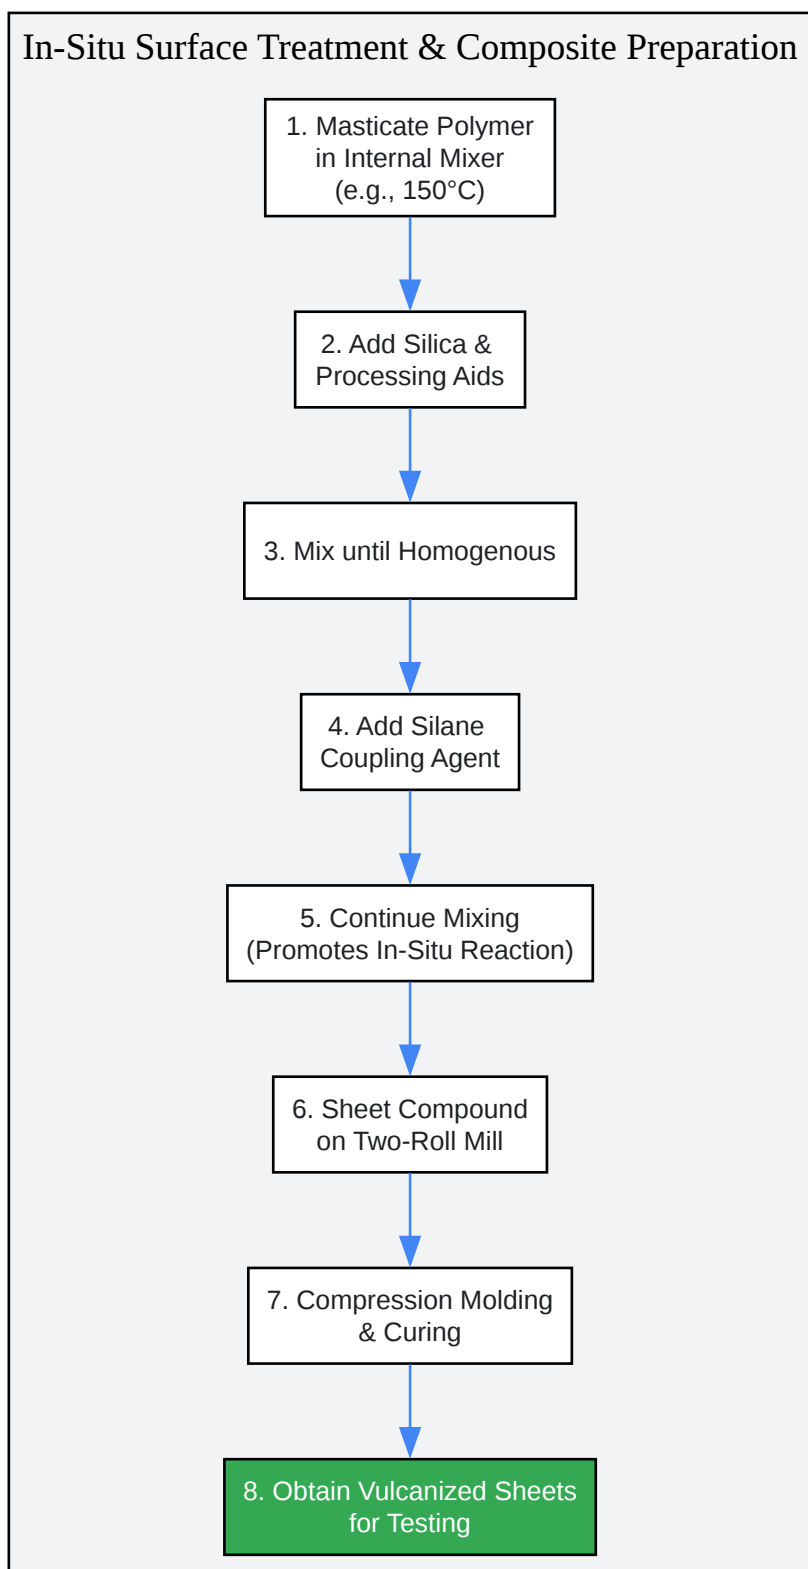 In-Situ Surface Treatment & Composite Preparation
1. Masticate Polymer
in Internal Mixer
(e.g., 150°C)
2. Add Silica &
Processing Aids
3. Mix until Homogenous
4. Add Silane
Coupling Agent
5. Continue Mixing
(Promotes In-Situ Reaction)
6. Sheet Compound
on Two-Roll Mill
7. Compression Molding
& Curing
8. Obtain Vulcanized Sheets
for Testing